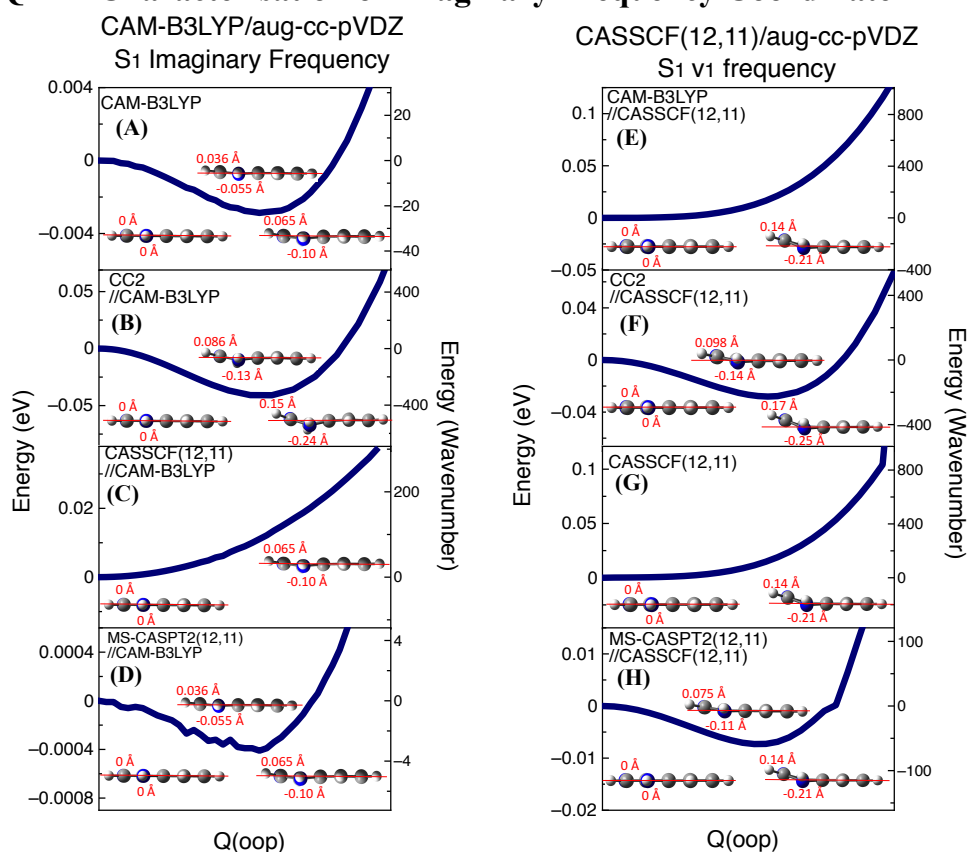 CAM-B3LYP/aug-cc-pVDZ
S1 Imaginary Frequency
CAM-B3LYP
(A)
0.004
0
−0.004
20
0
−20
−40
0.036 Å
-0.055 Å
0 Å
0 Å
0.065 Å
-0.10 Å
CC2
//CAM-B3LYP
(B)
0.05
0
−0.05
400
0
400
0.086 Å
-0.13 Å
0 Å
0 Å
0.15 Å
-0.24 Å
CASSCF(12,11)
//CAM-B3LYP
(C)
0.02
0
200
0
0.065 Å
-0.10 Å
0 Å
0 Å
MS-CASPT2(12,11)
//CAM-B3LYP
(D)
0.0004
0
−0.0004
−0.0008
4
0
−4
0.036 Å
-0.055 Å
0 Å
0 Å
0.065 Å
-0.10 Å
Energy (eV)
Energy (Wavenumber)
Q(oop)
CASSCF(12,11)/aug-cc-pVDZ
S1 v1 frequency
CAM-B3LYP
//CASSCF(12,11)
(E)
0.1
0.05
0
−0.05
800
400
0
−400
0 Å
0 Å
0.14 Å
-0.21 Å
CC2
//CASSCF(12,11)
(F)
0.04
0
−0.04
400
0
−400
0.098 Å
-0.14 Å
0 Å
0 Å
0.17 Å
-0.25 Å
CASSCF(12,11)
(G)
0.1
0.05
0
800
400
0
0 Å
0 Å
0.14 Å
-0.21 Å
MS-CASPT2(12,11)
//CASSCF(12,11)
(H)
0.01
0
−0.01
−0.02
100
0
−100
0.075 Å
-0.11 Å
0 Å
0 Å
0.14 Å
-0.21 Å
Energy (eV)
Energy (Wavenumber)
Q(oop)